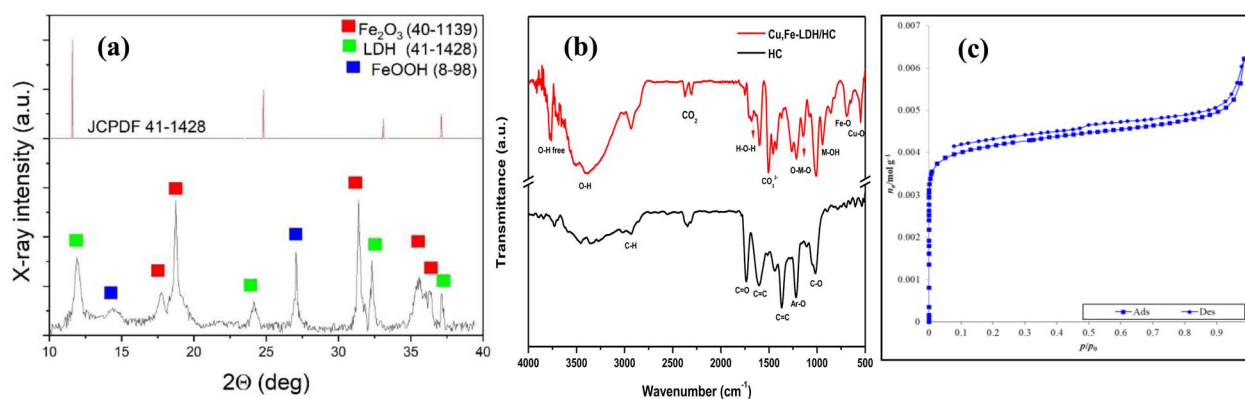 (a)
Fe₂O₃ (40-1139)
LDH (41-1428)
FeOOH (8-98)
JCPDF 41-1428
X-ray intensity (a.u.)
10 15 20 25 30 35 40
2Θ (deg)
(b)
Cu,Fe-LDH/HC
HC
O-H free
O-H
CO₂
H-O-H
CO₃²⁻
O-M-O
M-OH
Fe-O
Cu-O
C-H
C=O
C=C
C=C
Ar-O
C-O
Transmittance (a.u.)
4000 3500 3000 2500 2000 1500 1000 500
Wavenumber (cm⁻¹)
(c)
0.007
0.006
0.005
0.004
0.003
0.002
0.001
0
nₐ/mol g⁻¹
Ads Des
0 0.1 0.2 0.3 0.4 0.5 0.6 0.7 0.8 0.9
p/p₀